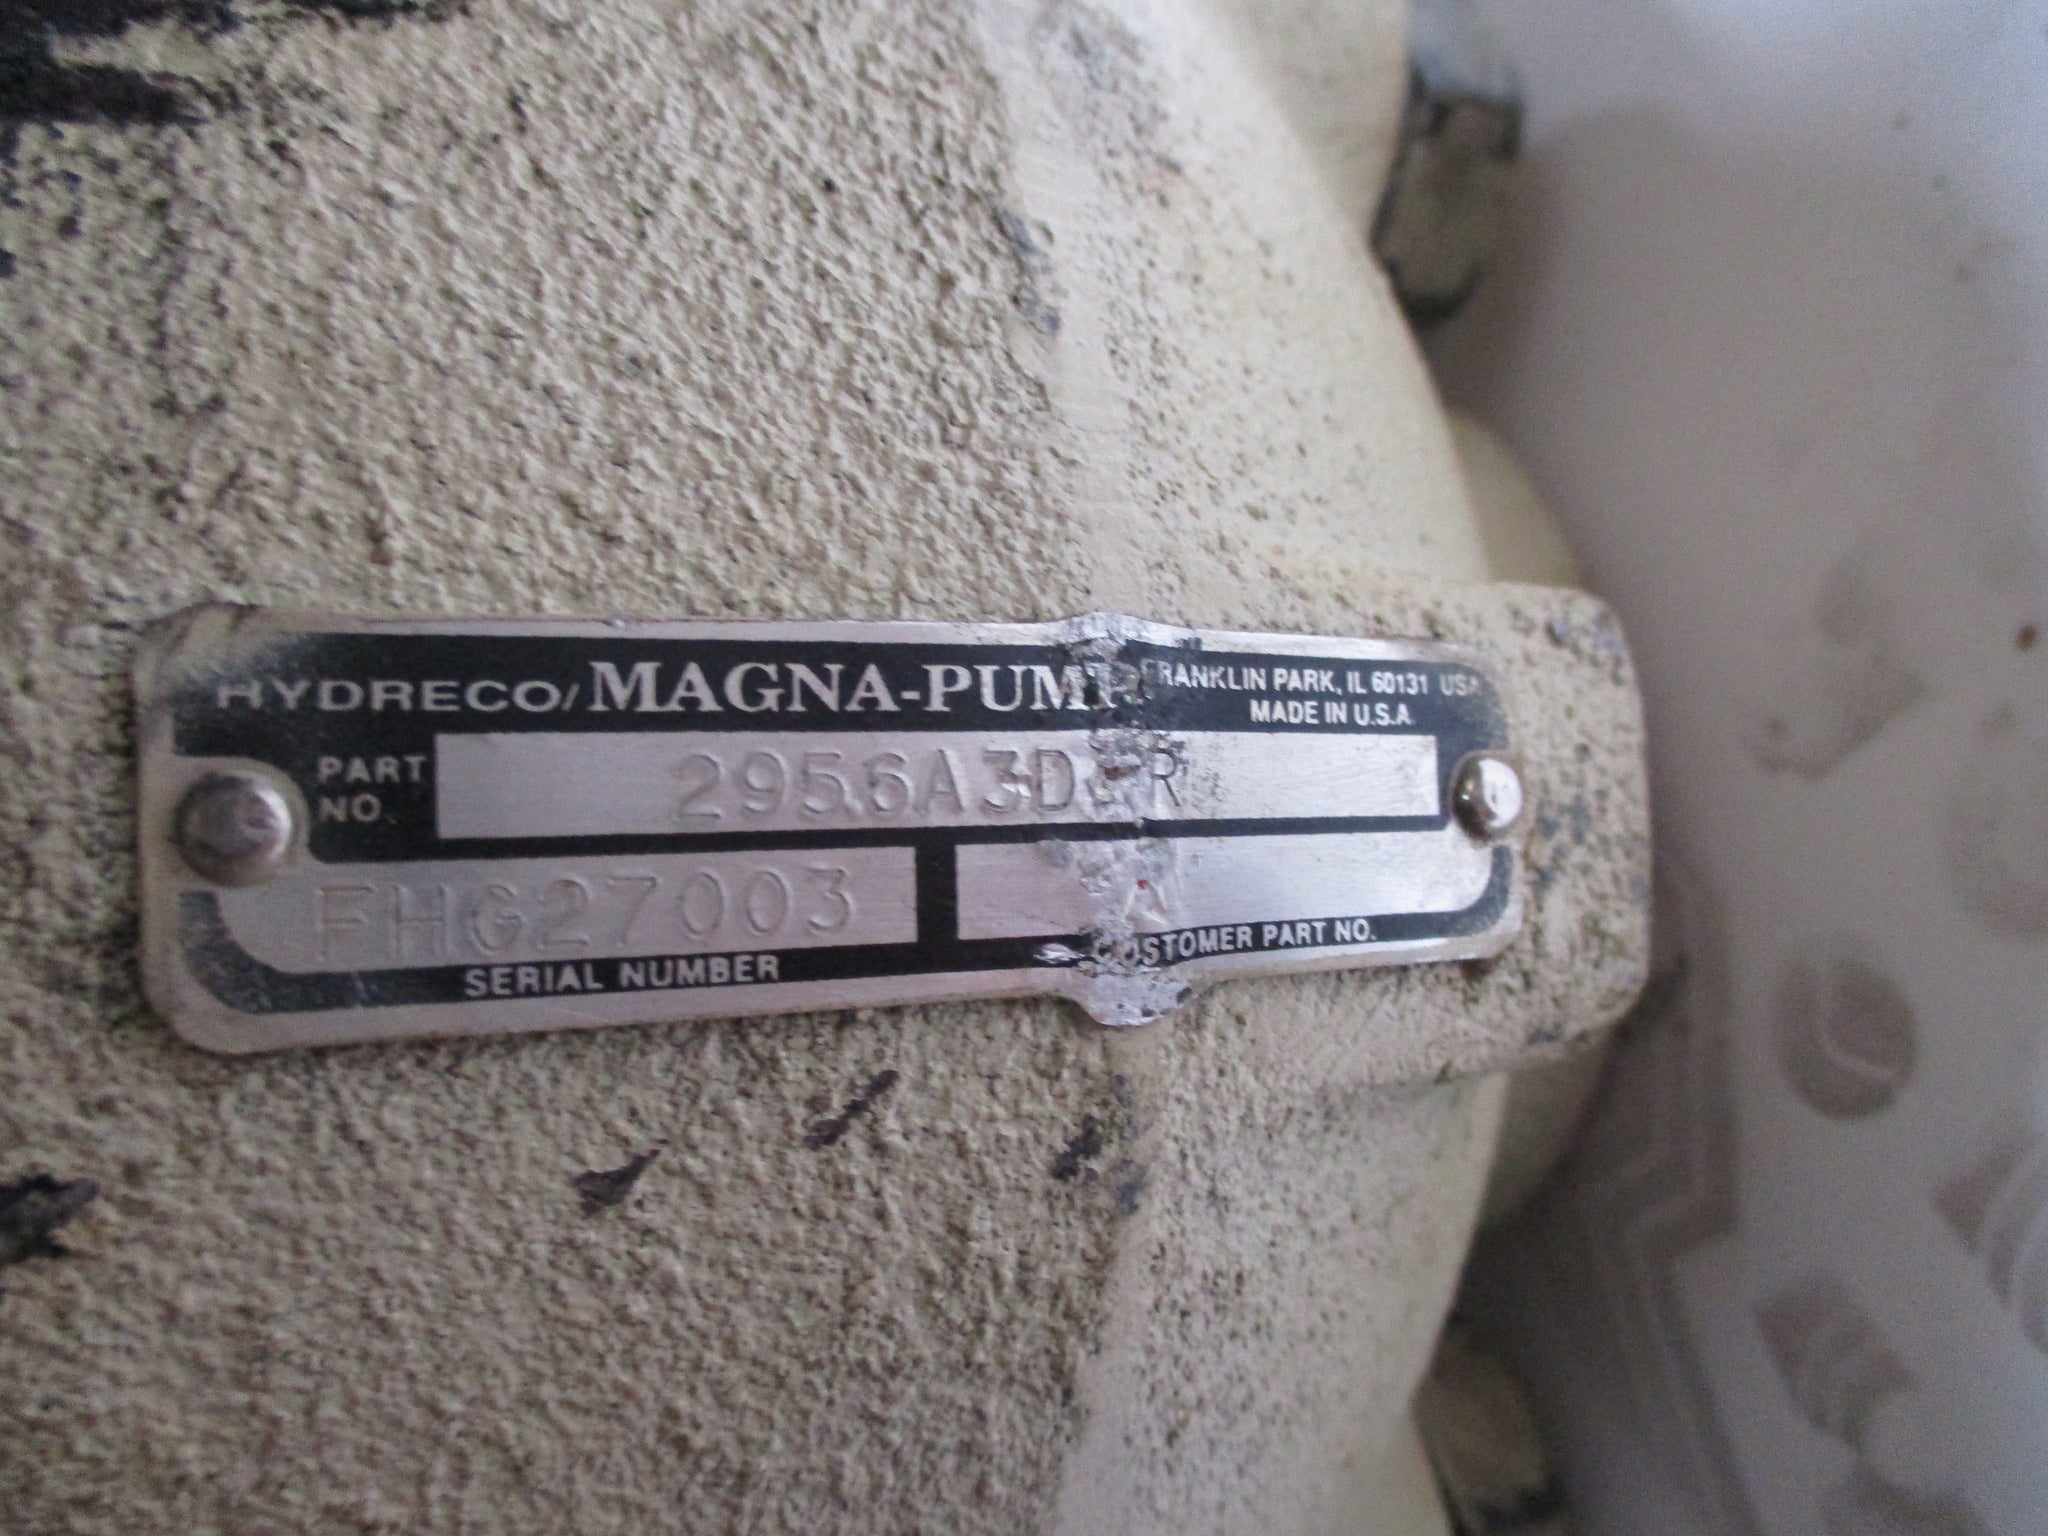 HYDRECO/MAGNA-PUMP FRANKLIN PARK, IL 60131 USA
MADE IN U.S.A
PART NO.
FHG27003
A
SERIAL NUMBER
CUSTOMER PART NO.